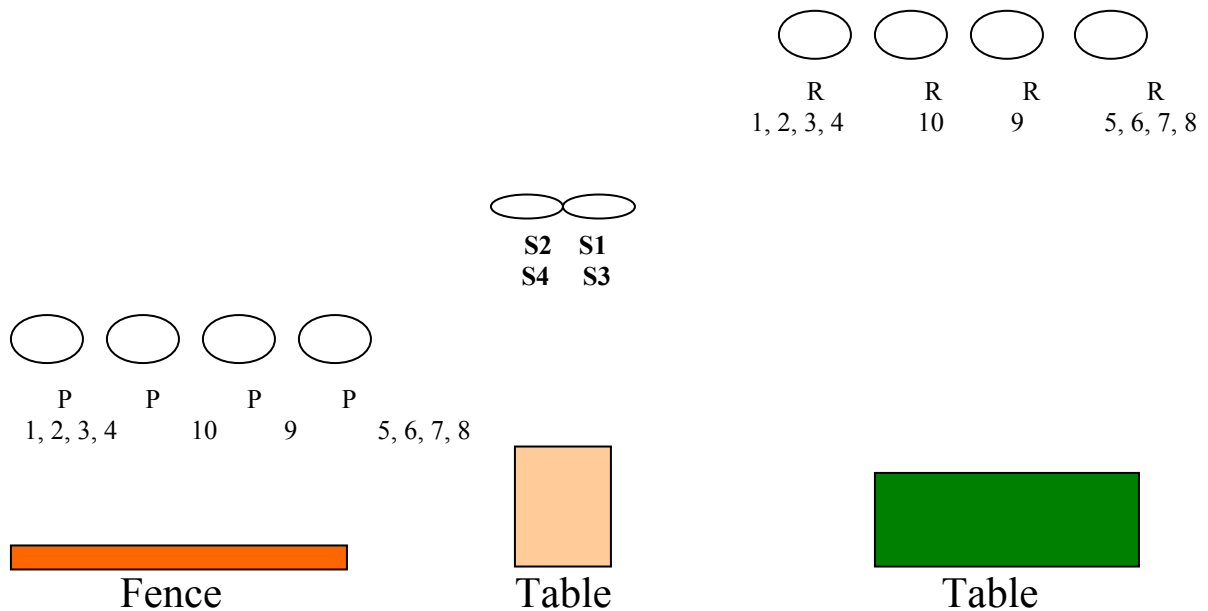 R R R R
1, 2, 3, 4 10 9 5, 6, 7, 8
S2 S1
S4 S3
P P P P
1, 2, 3, 4 10 9 5, 6, 7, 8
Fence Table Table